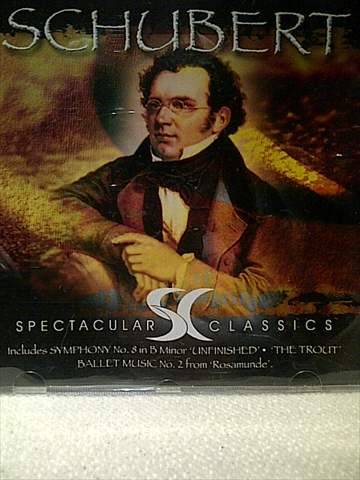 SCHUBERT
SPECTACULAR SC CLASSICS
Includes SYMPHONY No. 8 in B Minor 'UNFINISHED' • 'THE TROUT'
BALLET MUSIC No. 2 from 'Rosamunde'.